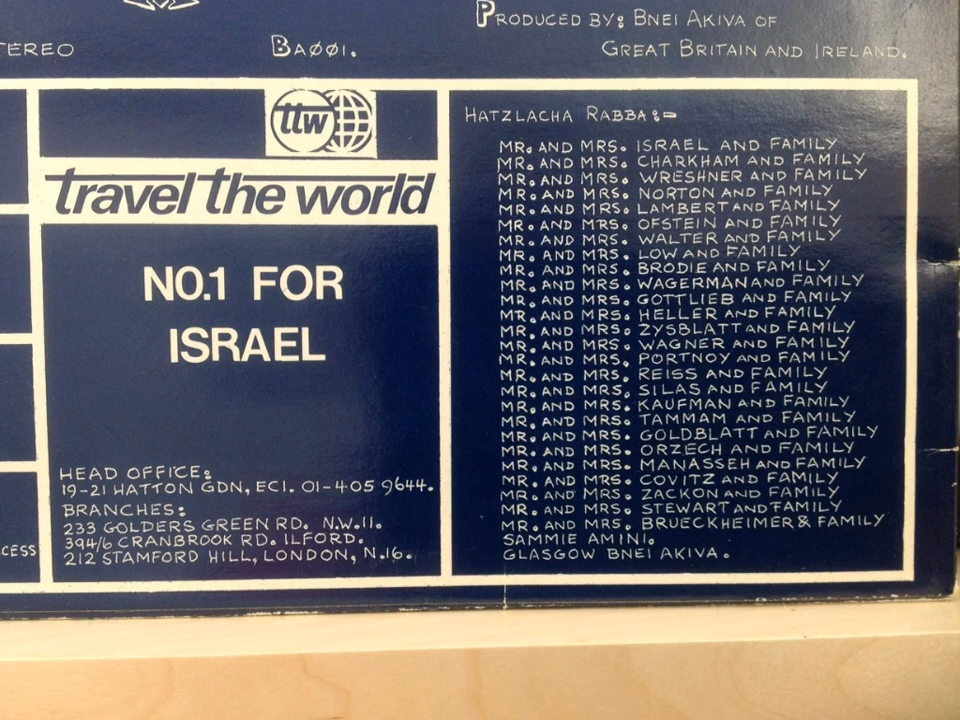 PRODUCED BY: BNEI AKIVA OF
GREAT BRITAIN AND IRELAND.
TEREO
BAØØ1.
ttw
travel the world
NO.1 FOR
ISRAEL
HEAD OFFICE:
19-21 HATTON GDN, EC1. 01-405 9644.
BRANCHES:
233 GOLDERS GREEN RD. N.W.11.
394/6 CRANBROOK RD. ILFORD.
212 STAMFORD HILL, LONDON, N.16.
CESS
HATZLACHA RABBA:-
MR. AND MRS. ISRAEL AND FAMILY
MR. AND MRS. CHARKHAM AND FAMILY
MR. AND MRS. WRESHNER AND FAMILY
MR. AND MRS. NORTON AND FAMILY
MR. AND MRS. LAMBERT AND FAMILY
MR. AND MRS. OFSTEIN AND FAMILY
MR. AND MRS. WALTER AND FAMILY
MR. AND MRS. LOW AND FAMILY
MR. AND MRS. BRODIE AND FAMILY
MR. AND MRS. WAGERMAN AND FAMILY
MR. AND MRS. GOTTLIEB AND FAMILY
MR. AND MRS. HELLER AND FAMILY
MR. AND MRS. ZYSBLATT AND FAMILY
MR. AND MRS. WAGNER AND FAMILY
MR. AND MRS. PORTNOY AND FAMILY
MR. AND MRS. REISS AND FAMILY
MR. AND MRS. SILAS AND FAMILY
MR. AND MRS. KAUFMAN AND FAMILY
MR. AND MRS. TAMMAM AND FAMILY
MR. AND MRS. GOLDBLATT AND FAMILY
MR. AND MRS. ORZECH AND FAMILY
MR. AND MRS. MANASSEH AND FAMILY
MR. AND MRS. COVITZ AND FAMILY
MR. AND MRS. ZACKON AND FAMILY
MR. AND MRS. STEWART AND FAMILY
MR. AND MRS. BRUECKHEIMER & FAMILY
SAMMIE AMINI.
GLASGOW BNEI AKIVA.